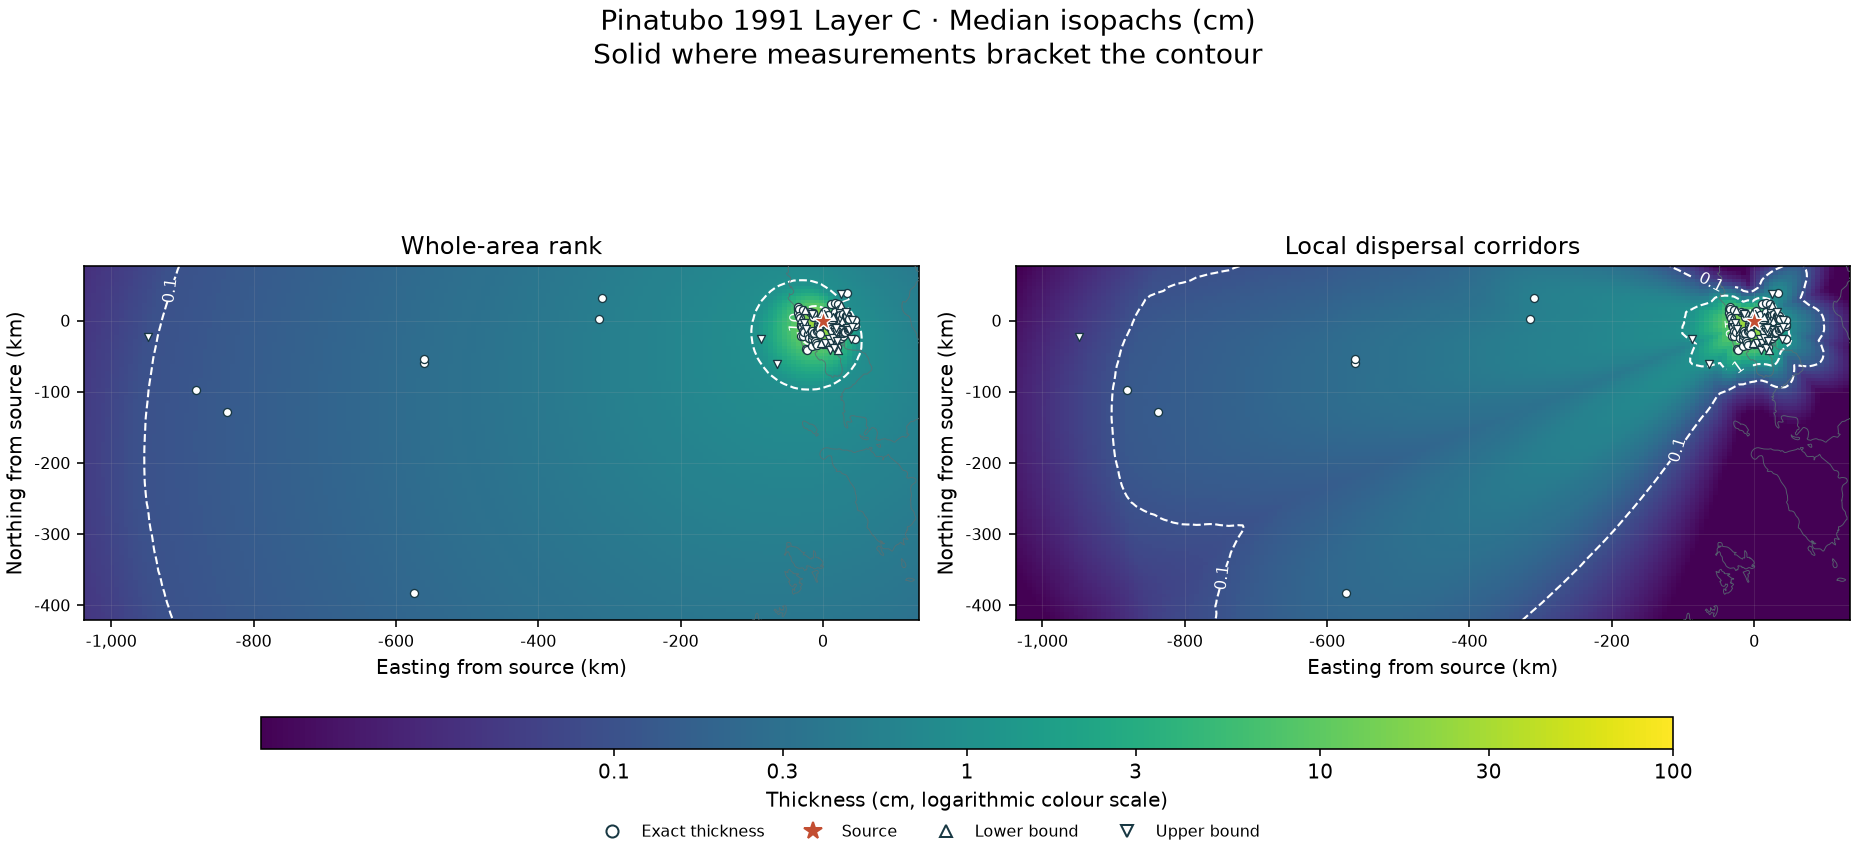 Pinatubo 1991 Layer C · Median isopachs (cm)
Solid where measurements bracket the contour
Whole-area rank
Northing from source (km)
0
-100
-200
-300
-400
0.1
10
-1,000
-800
-600
-400
-200
0
Easting from source (km)
Local dispersal corridors
Northing from source (km)
0
-100
-200
-300
-400
0.1
1
0.1
0.1
-1,000
-800
-600
-400
-200
0
Easting from source (km)
0.1
0.3
1
3
10
30
100
Thickness (cm, logarithmic colour scale)
Exact thickness
Source
Lower bound
Upper bound